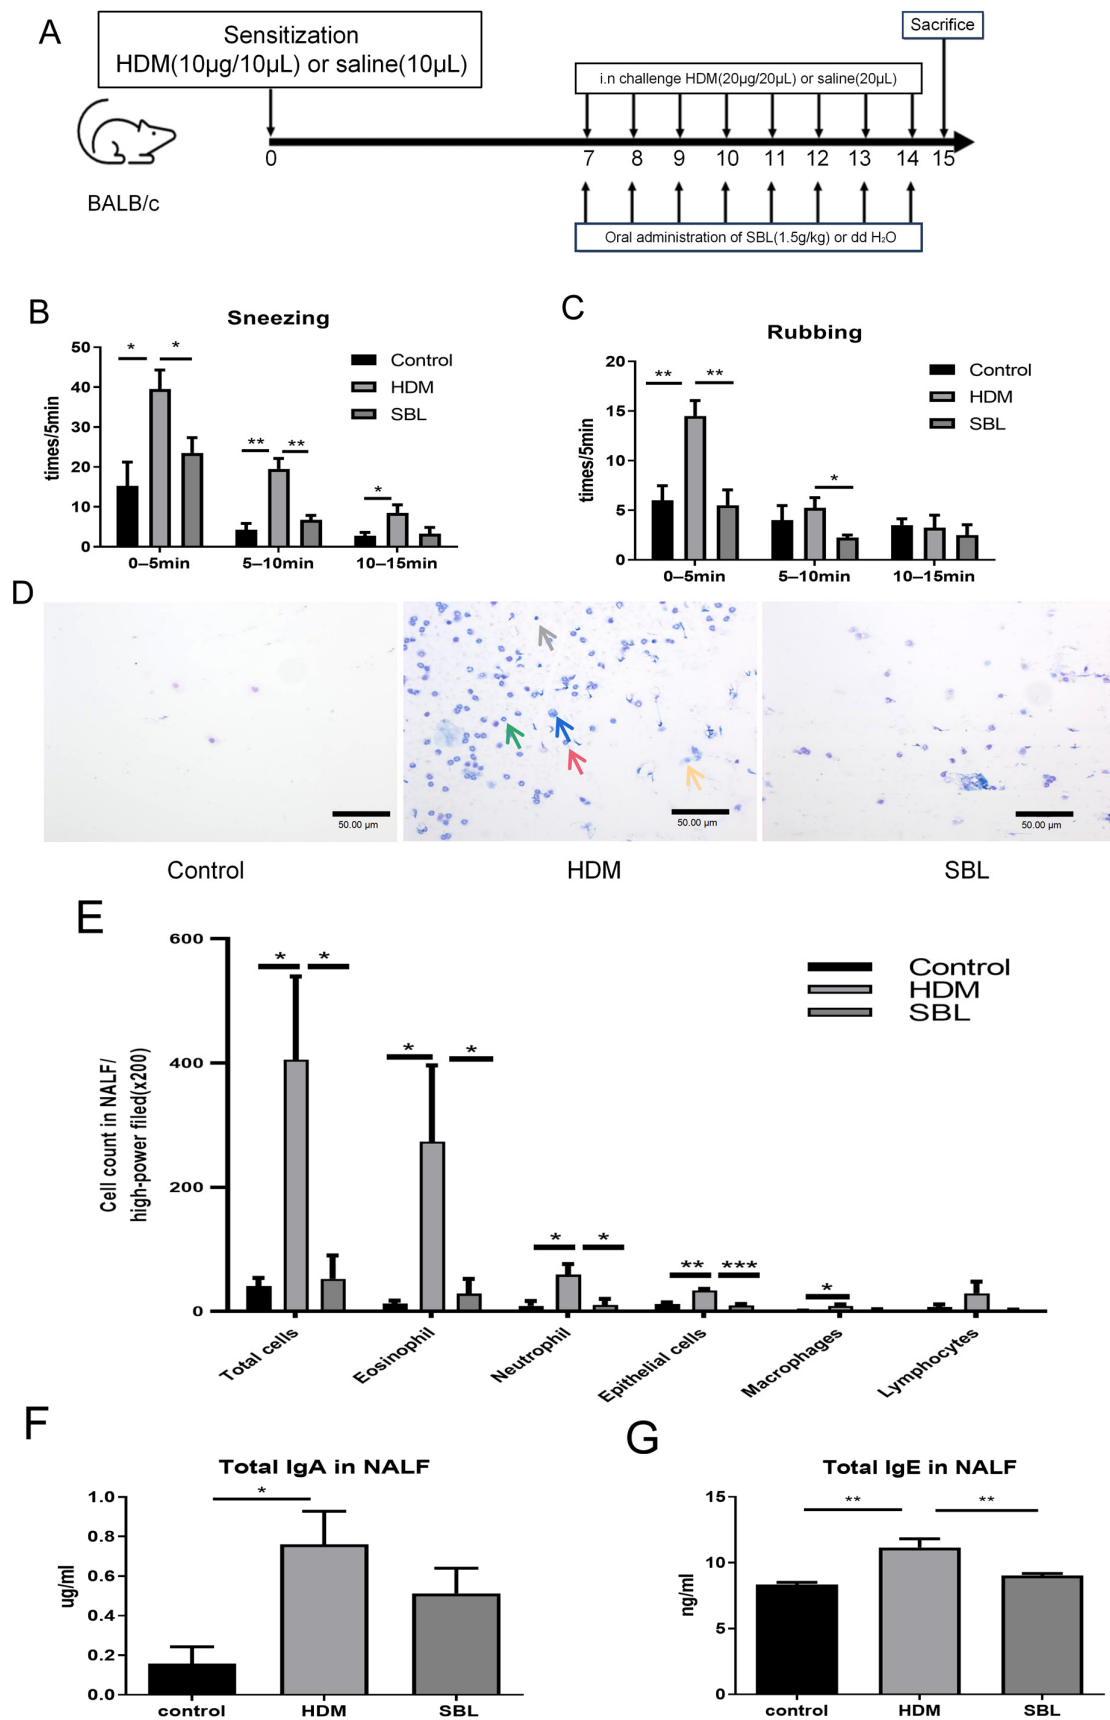 A
Sensitization
HDM(10µg/10µL) or saline(10µL)
Sacrifice
i.n challenge HDM(20µg/20µL) or saline(20µL)
0
7 8 9 10 11 12 13 14 15
BALB/c
Oral administration of SBL(1.5g/kg) or dd H₂O
B
Sneezing
times/5min
50
40
30
20
10
0
* *
** **
*
Control
HDM
SBL
0–5min 5–10min 10–15min
C
Rubbing
times/5min
20
15
10
5
0
** **
*
Control
HDM
SBL
0–5min 5–10min 10–15min
D
50.00 µm
50.00 µm
50.00 µm
Control HDM SBL
E
Cell count in NALF/
high-power filed(x200)
600
400
200
0
* *
* *
* *
** ***
*
Control
HDM
SBL
Total cells
Eosinophil
Neutrophil
Epithelial cells
Macrophages
Lymphocytes
F
Total IgA in NALF
ug/ml
1.0
0.8
0.6
0.4
0.2
0.0
*
control HDM SBL
G
Total IgE in NALF
ng/ml
15
10
5
0
** **
control HDM SBL